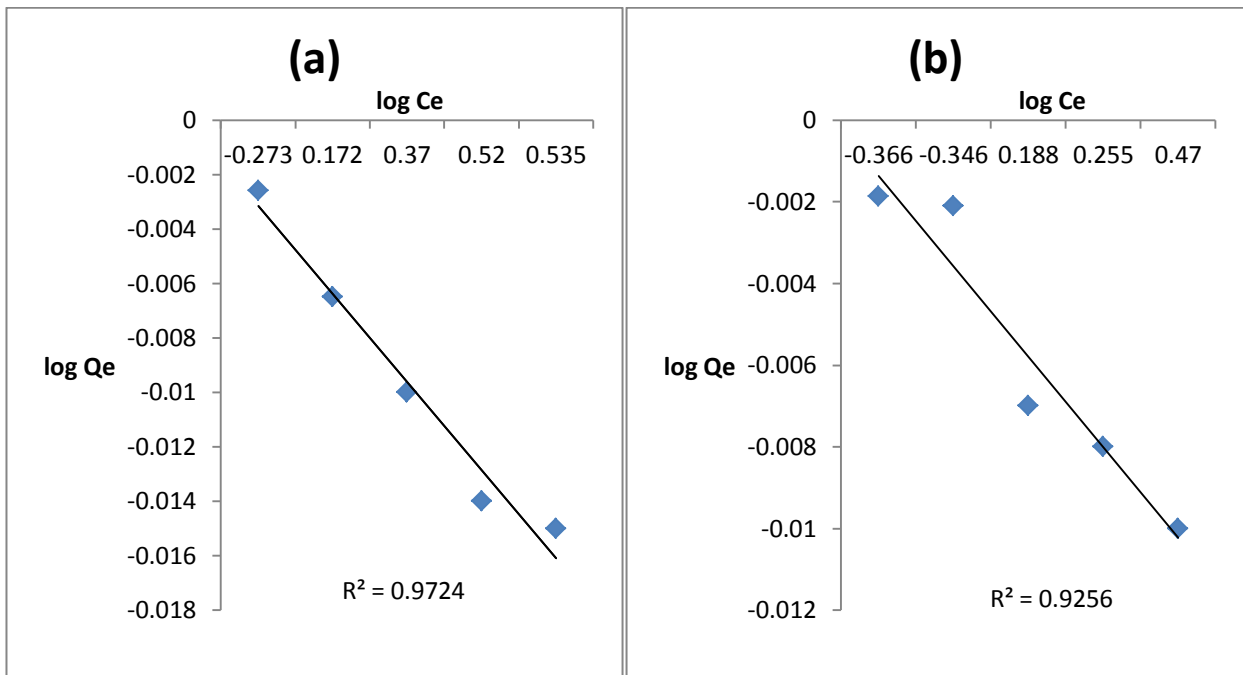 (a)
log Ce
0
-0.273 0.172 0.37 0.52 0.535
-0.002
-0.004
-0.006
-0.008
log Qe
-0.01
-0.012
-0.014
-0.016
R² = 0.9724
-0.018
(b)
log Ce
0
-0.366 -0.346 0.188 0.255 0.47
-0.002
-0.004
-0.006
log Qe
-0.008
-0.01
R² = 0.9256
-0.012